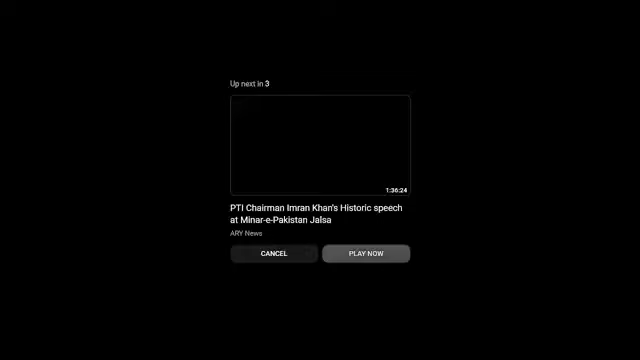 Up next in 3
1:36:24
PTI Chairman Imran Khan's Historic speech
at Minar-e-Pakistan Jalsa
ARY News
CANCEL PLAY NOW